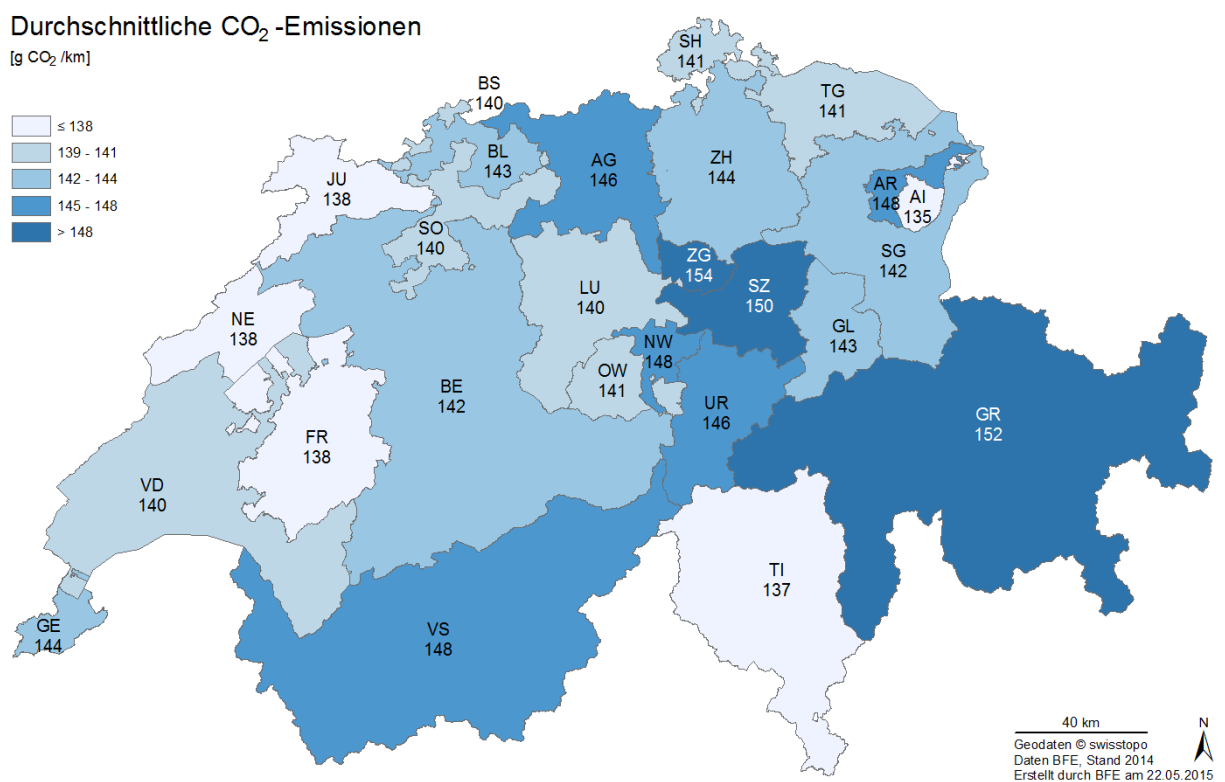 Durchschnittliche CO₂ -Emissionen
[g CO₂ /km]
≤ 138
139 - 141
142 - 144
145 - 148
> 148
SH
141
BS
140
TG
141
BL
143
AG
146
ZH
144
JU
138
AR
148
AI
135
SO
140
ZG
154
SG
142
LU
140
SZ
150
NE
138
GL
143
NW
148
OW
141
BE
142
UR
146
GR
152
FR
138
VD
140
TI
137
GE
144
VS
148
40 km
N
Geodaten © swisstopo
Daten BFE, Stand 2014
Erstellt durch BFE am 22.05.2015